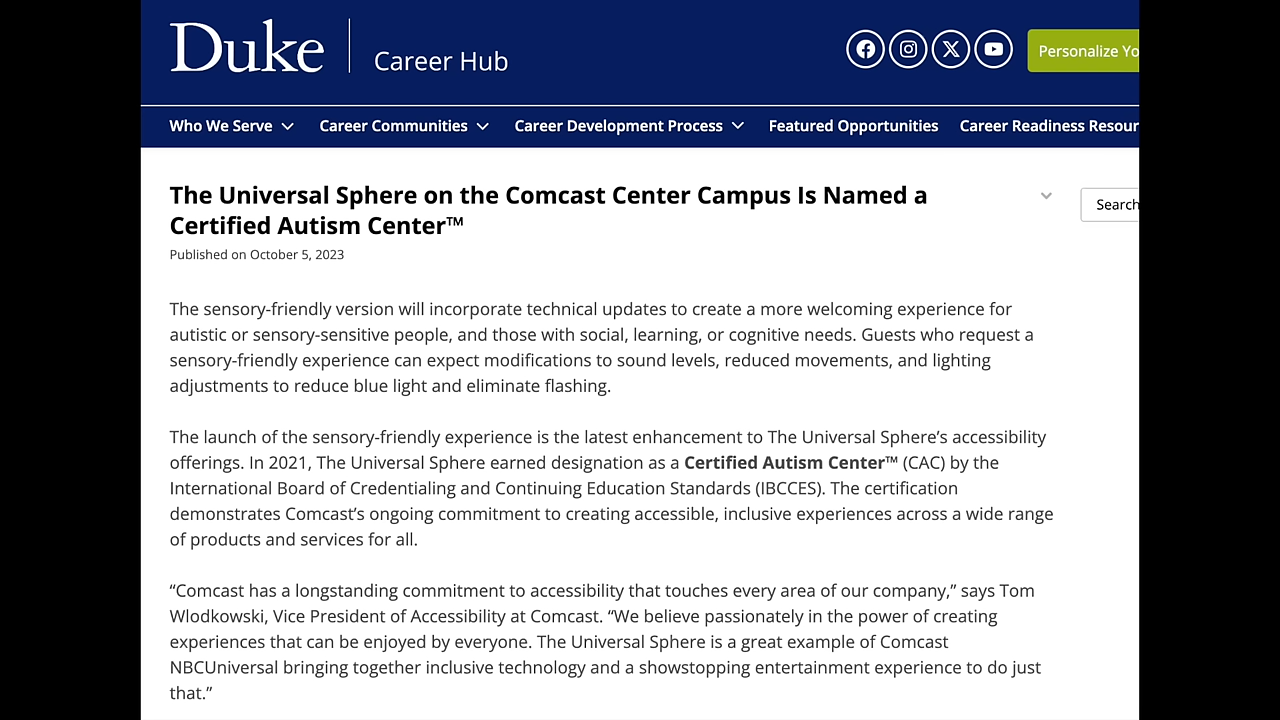 Duke
Career Hub
Personalize Yo
Who We Serve
Career Communities
Career Development Process
Featured Opportunities
Career Readiness Resour
The Universal Sphere on the Comcast Center Campus Is Named a
Certified Autism Center™
Search
Published on October 5, 2023
The sensory-friendly version will incorporate technical updates to create a more welcoming experience for
autistic or sensory-sensitive people, and those with social, learning, or cognitive needs. Guests who request a
sensory-friendly experience can expect modifications to sound levels, reduced movements, and lighting
adjustments to reduce blue light and eliminate flashing.
The launch of the sensory-friendly experience is the latest enhancement to The Universal Sphere’s accessibility
offerings. In 2021, The Universal Sphere earned designation as a Certified Autism Center™ (CAC) by the
International Board of Credentialing and Continuing Education Standards (IBCCES). The certification
demonstrates Comcast’s ongoing commitment to creating accessible, inclusive experiences across a wide range
of products and services for all.
“Comcast has a longstanding commitment to accessibility that touches every area of our company,” says Tom
Wlodkowski, Vice President of Accessibility at Comcast. “We believe passionately in the power of creating
experiences that can be enjoyed by everyone. The Universal Sphere is a great example of Comcast
NBCUniversal bringing together inclusive technology and a showstopping entertainment experience to do just
that.”